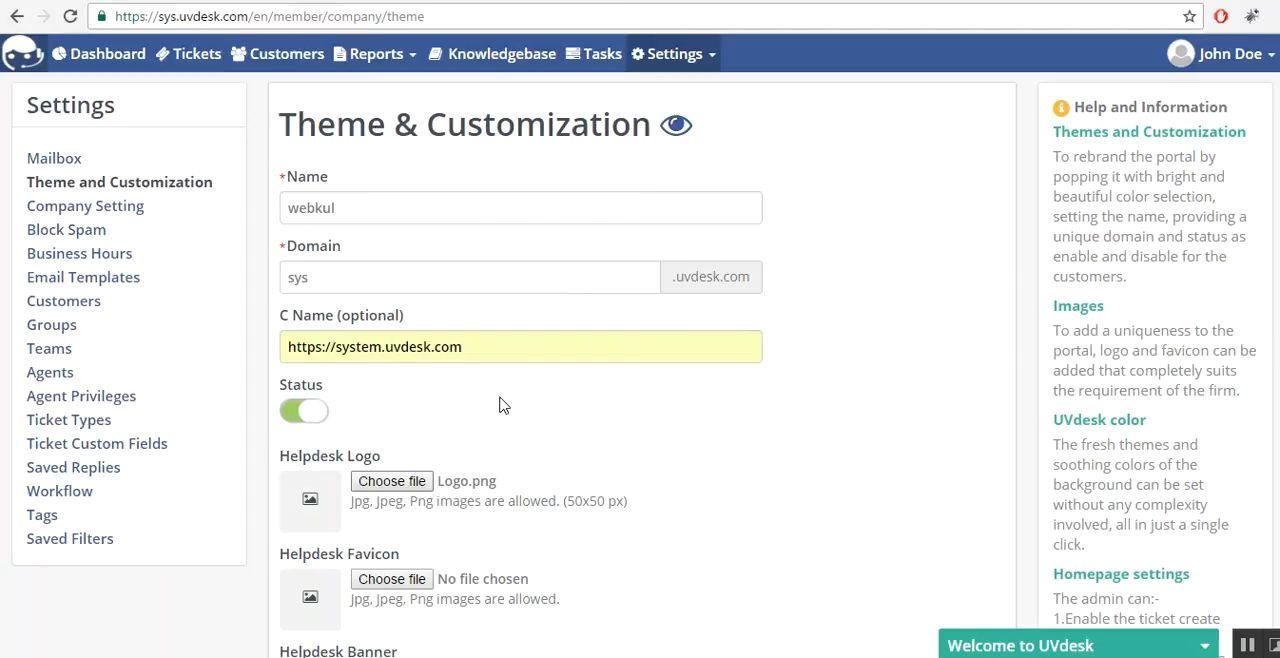 https://sys.uvdesk.com/en/member/company/theme
Dashboard Tickets Customers Reports Knowledgebase Tasks Settings John Doe
Settings
Mailbox
Theme and Customization
Company Setting
Block Spam
Business Hours
Email Templates
Customers
Groups
Teams
Agents
Agent Privileges
Ticket Types
Ticket Custom Fields
Saved Replies
Workflow
Tags
Saved Filters
Theme & Customization
*Name
webkul
*Domain
sys .uvdesk.com
C Name (optional)
https://system.uvdesk.com
Status
Helpdesk Logo
Choose file Logo.png
Jpg, Jpeg, Png images are allowed. (50x50 px)
Helpdesk Favicon
Choose file No file chosen
Jpg, Jpeg, Png images are allowed.
Helpdesk Banner
Help and Information
Themes and Customization
To rebrand the portal by
popping it with bright and
beautiful color selection,
setting the name, providing a
unique domain and status as
enable and disable for the
customers.
Images
To add a uniqueness to the
portal, logo and favicon can be
added that completely suits
the requirement of the firm.
UVdesk color
The fresh themes and
soothing colors of the
background can be set
without any complexity
involved, all in just a single
click.
Homepage settings
The admin can:-
1.Enable the ticket create
Welcome to UVdesk